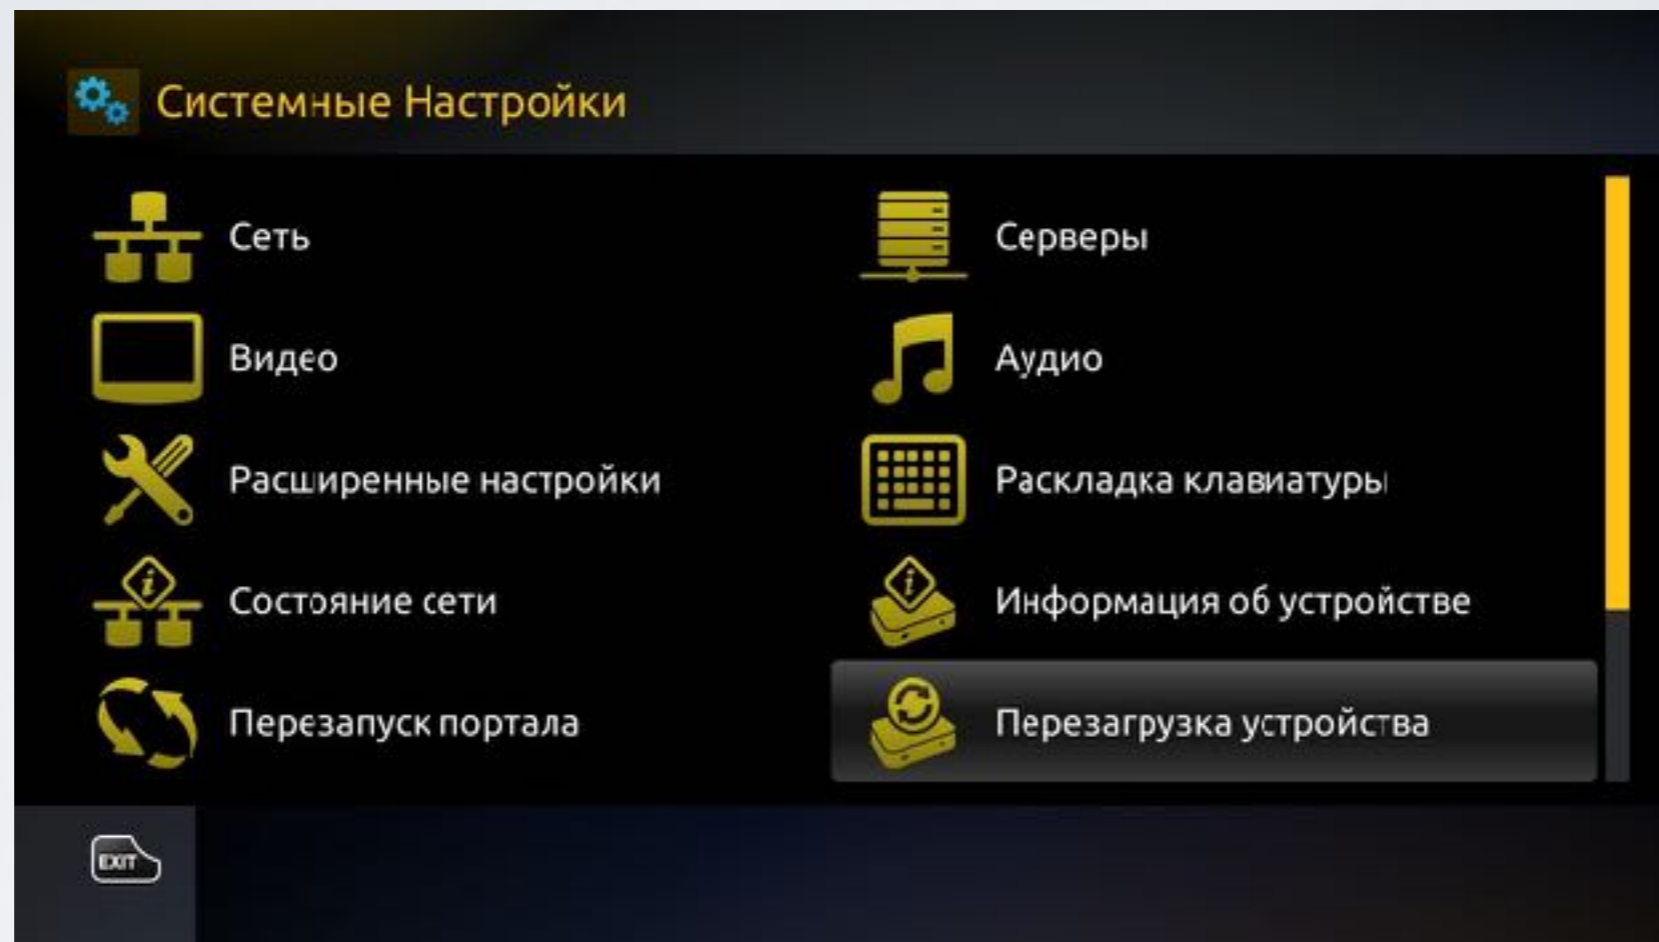 Системные Настройки
Сеть
Серверы
Видео
Аудио
Расширенные настройки
Раскладка клавиатуры
Состояние сети
Информация об устройстве
Перезапуск портала
Перезагрузка устройства
EXIT